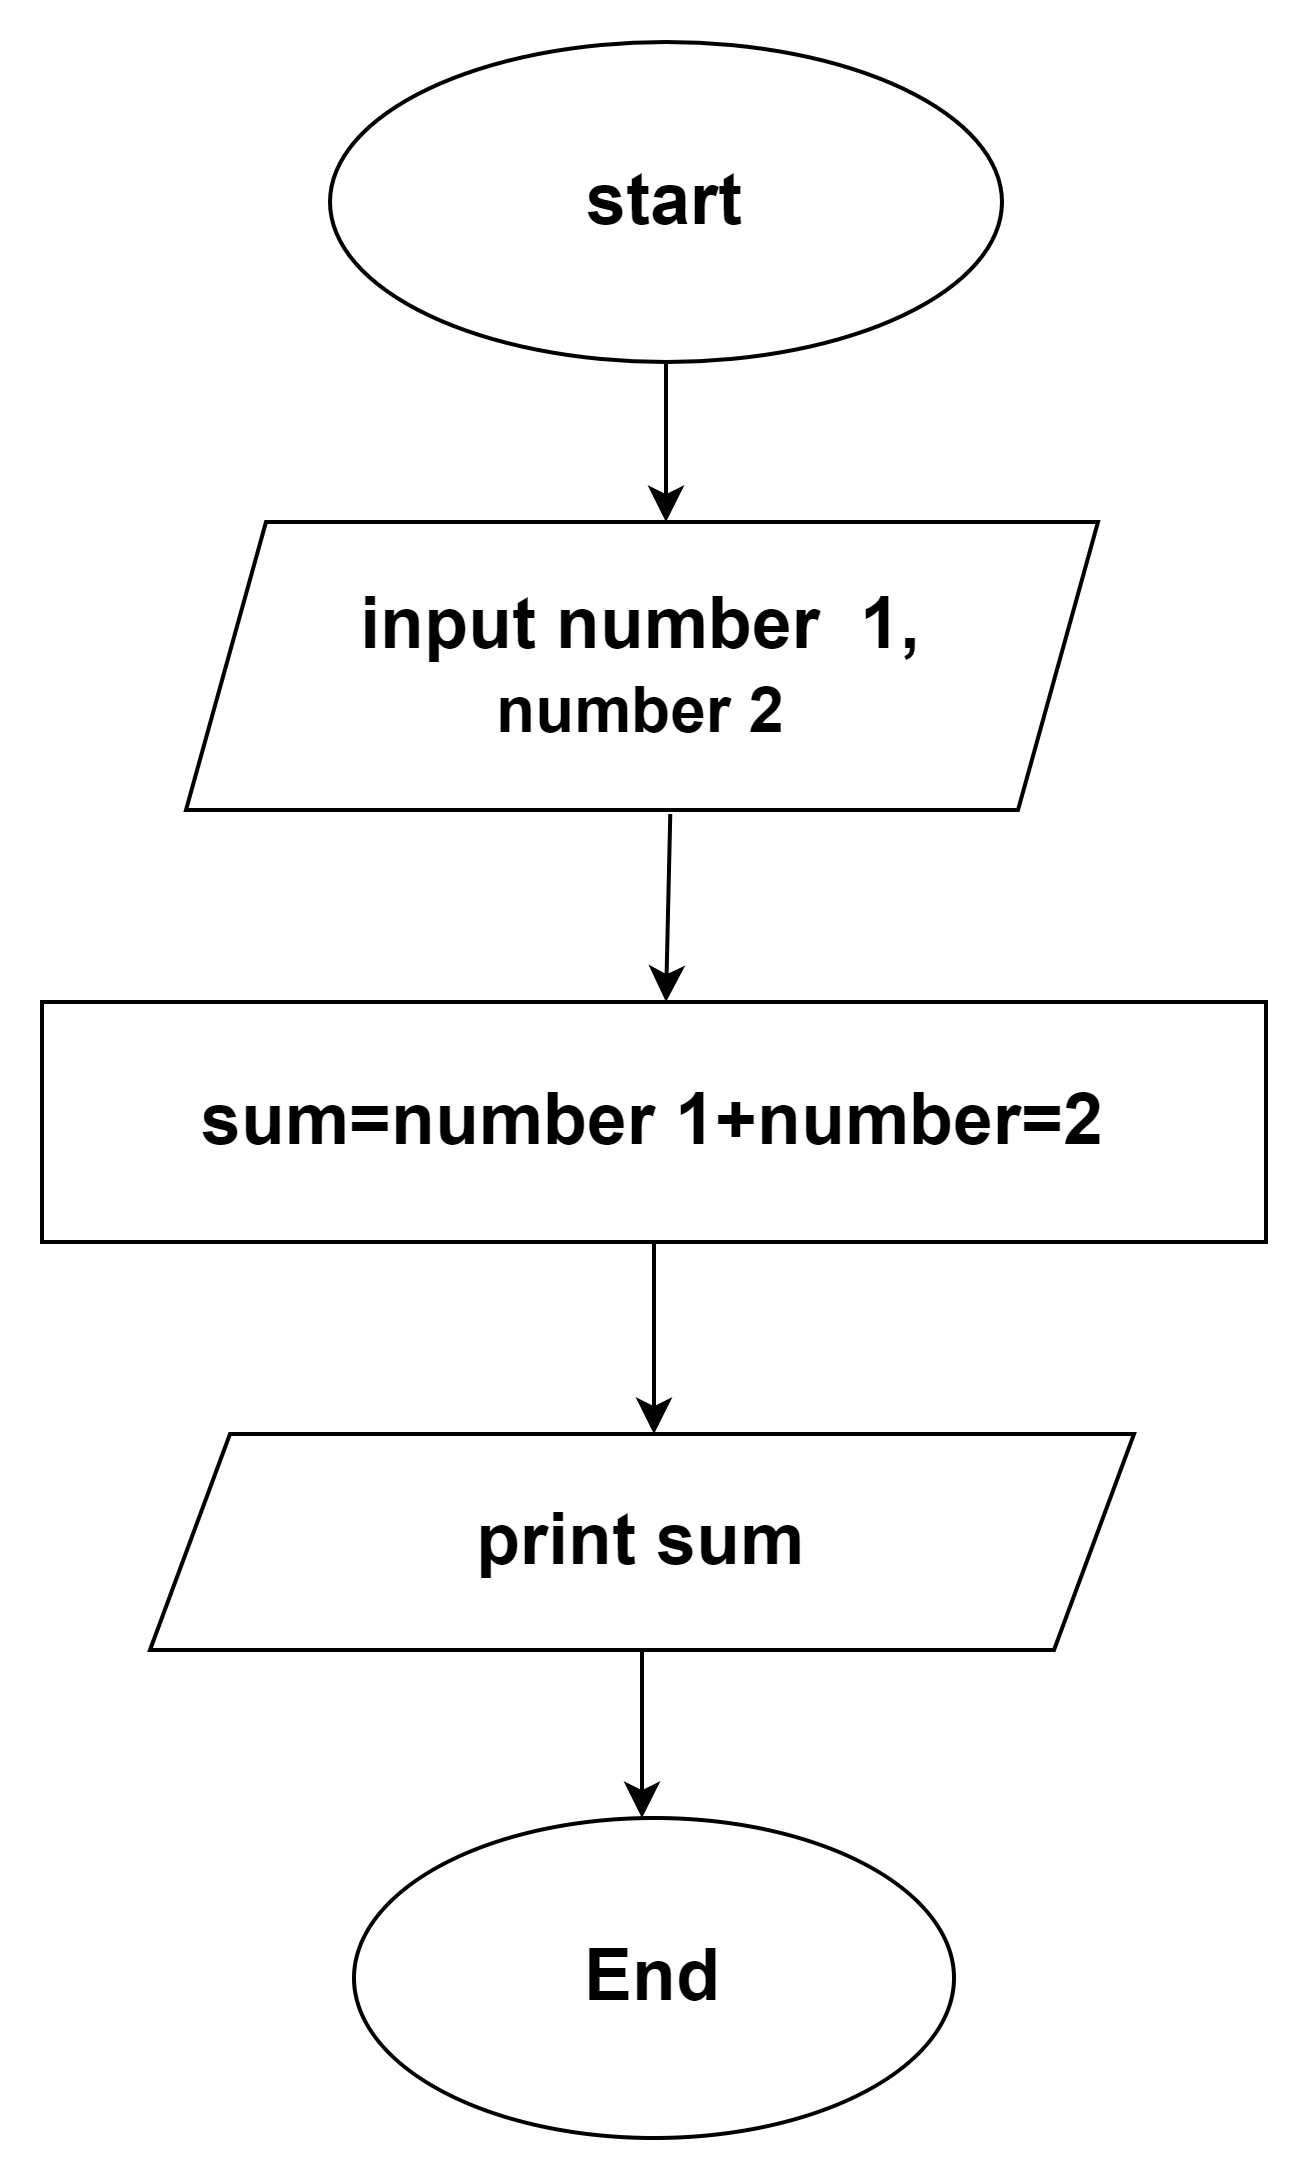 start
input number  1,
number 2
sum=number 1+number=2
print sum
End